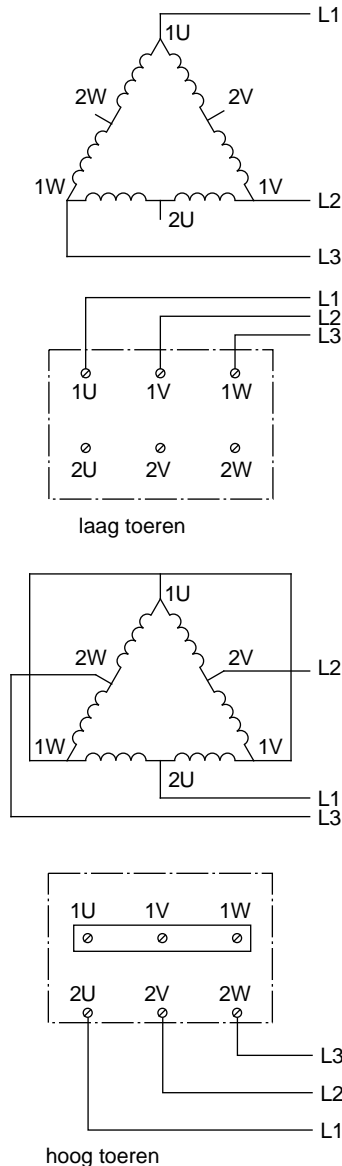 L1
1U
2W 2V
1W 1V
L2
2U
L3
L1
L2
L3
1U 1V 1W
2U 2V 2W
laag toeren
1U
2W 2V
L2
1W 1V
2U
L1
L3
1U 1V 1W
2U 2V 2W
L3
L2
L1
hoog toeren